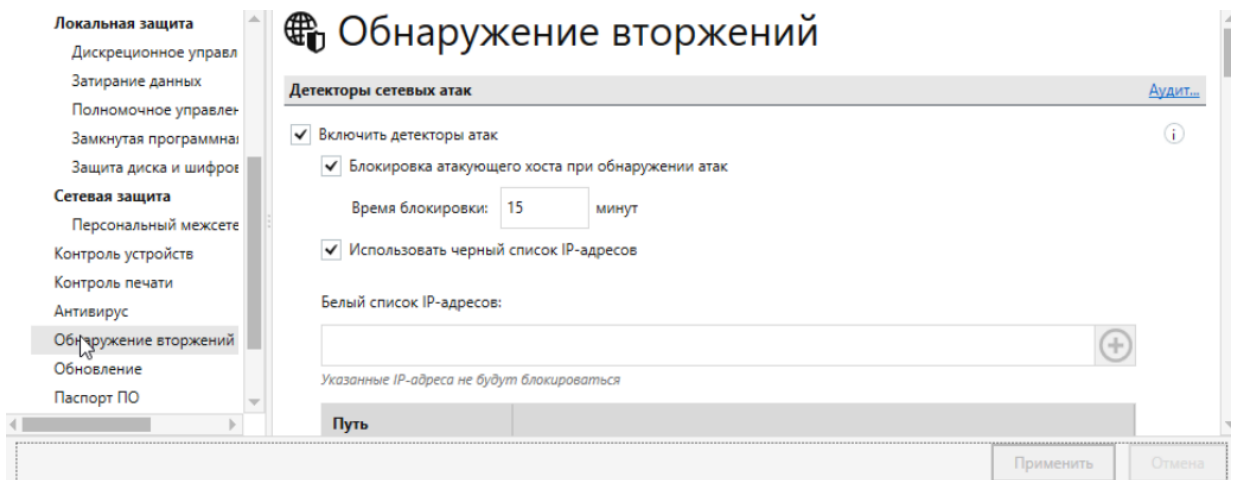 Локальная защита
Дискреционное управл
Затирание данных
Полномочное управлен
Замкнутая программна
Защита диска и шифров
Сетевая защита
Персональный межсете
Контроль устройств
Контроль печати
Антивирус
Обнаружение вторжений
Обновление
Паспорт ПО
Обнаружение вторжений
Детекторы сетевых атак Аудит...
Включить детекторы атак
Блокировка атакующего хоста при обнаружении атак
Время блокировки: 15 минут
Использовать черный список IP-адресов
Белый список IP-адресов:
Указанные IP-адреса не будут блокироваться
Путь
Применить Отмена